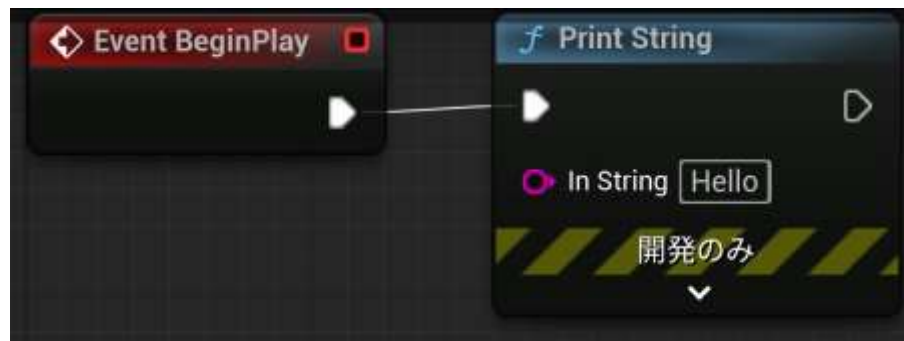 Event BeginPlay
Print String
In String Hello
開発のみ